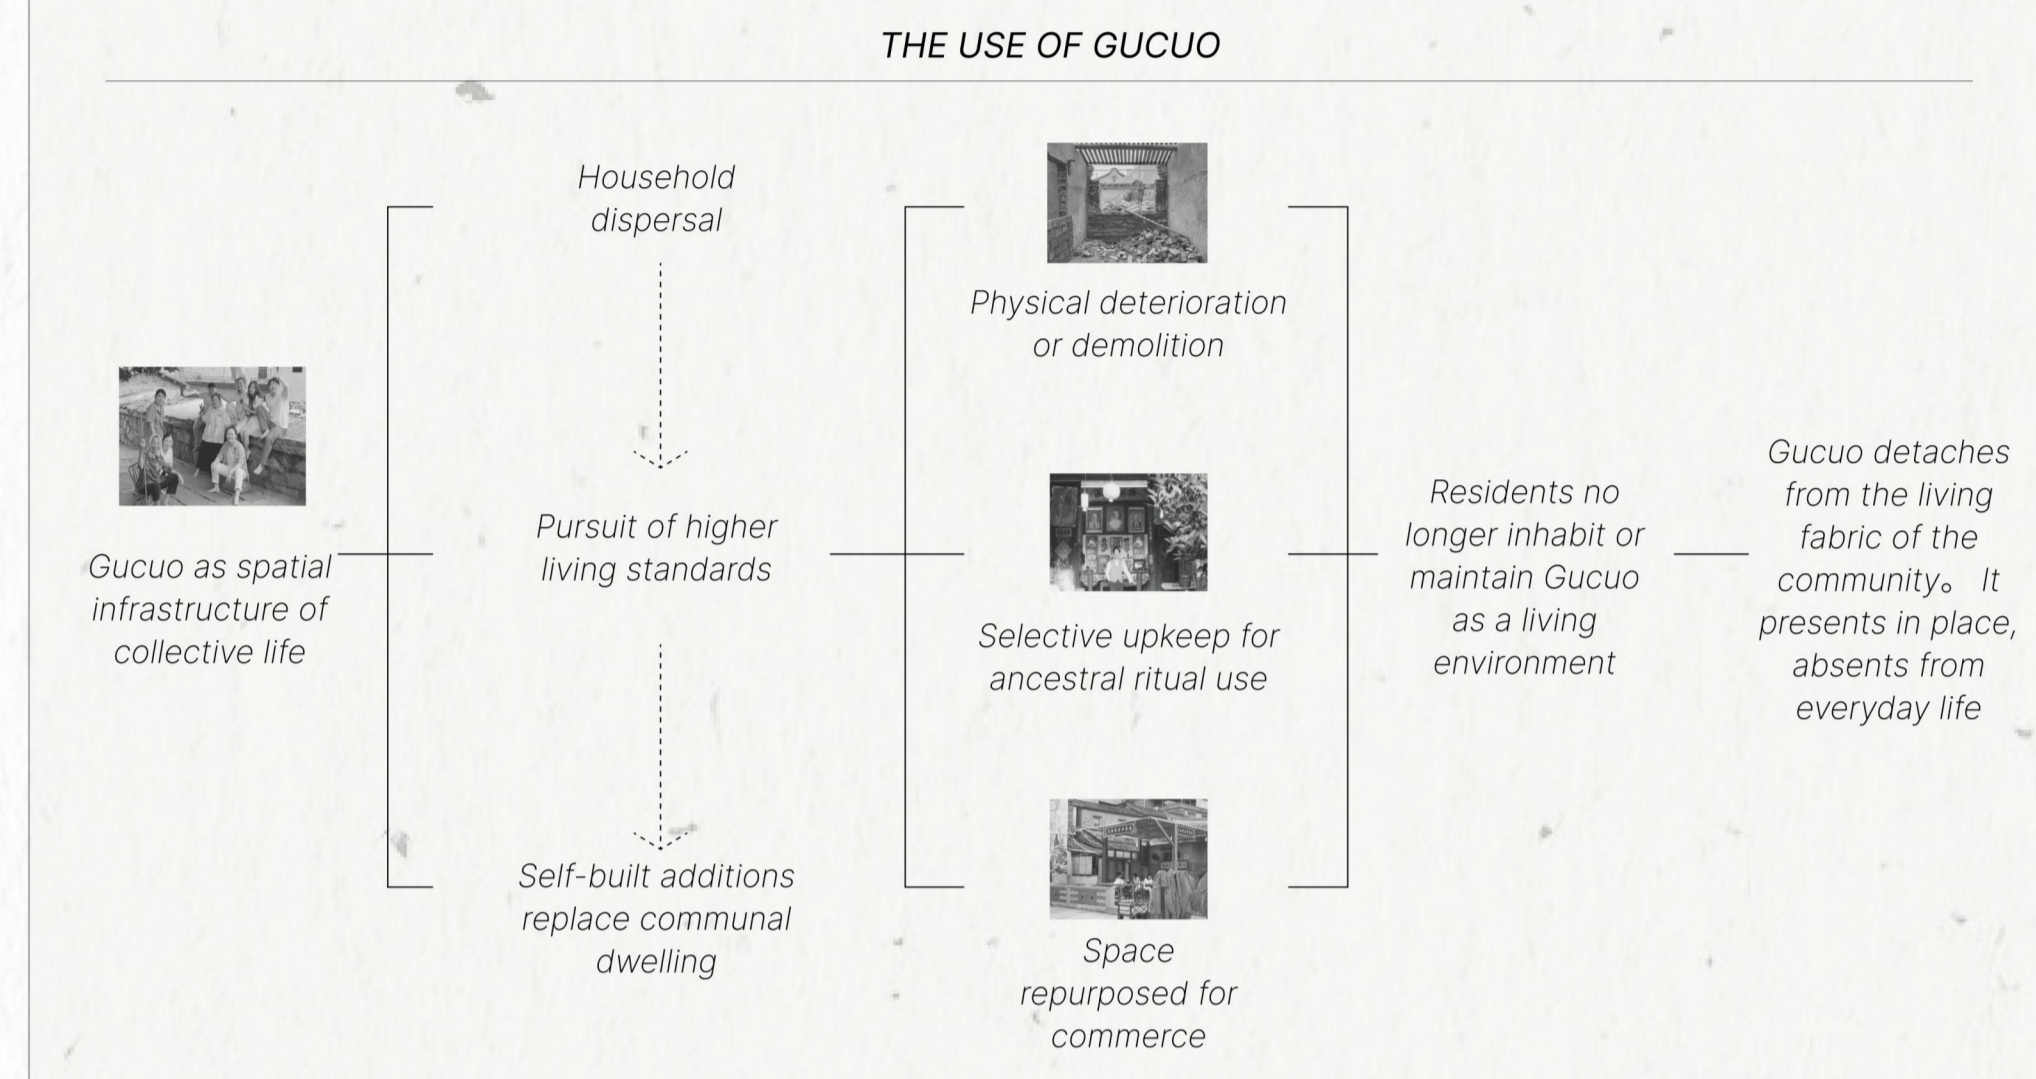 THE USE OF GUCUO
Gucuo as spatial
infrastructure of
collective life
Household
dispersal
Pursuit of higher
living standards
Self-built additions
replace communal
dwelling
Physical deterioration
or demolition
Selective upkeep for
ancestral ritual use
Space
repurposed for
commerce
Residents no
longer inhabit or
maintain Gucuo
as a living
environment
Gucuo detaches
from the living
fabric of the
community。 It
presents in place,
absents from
everyday life